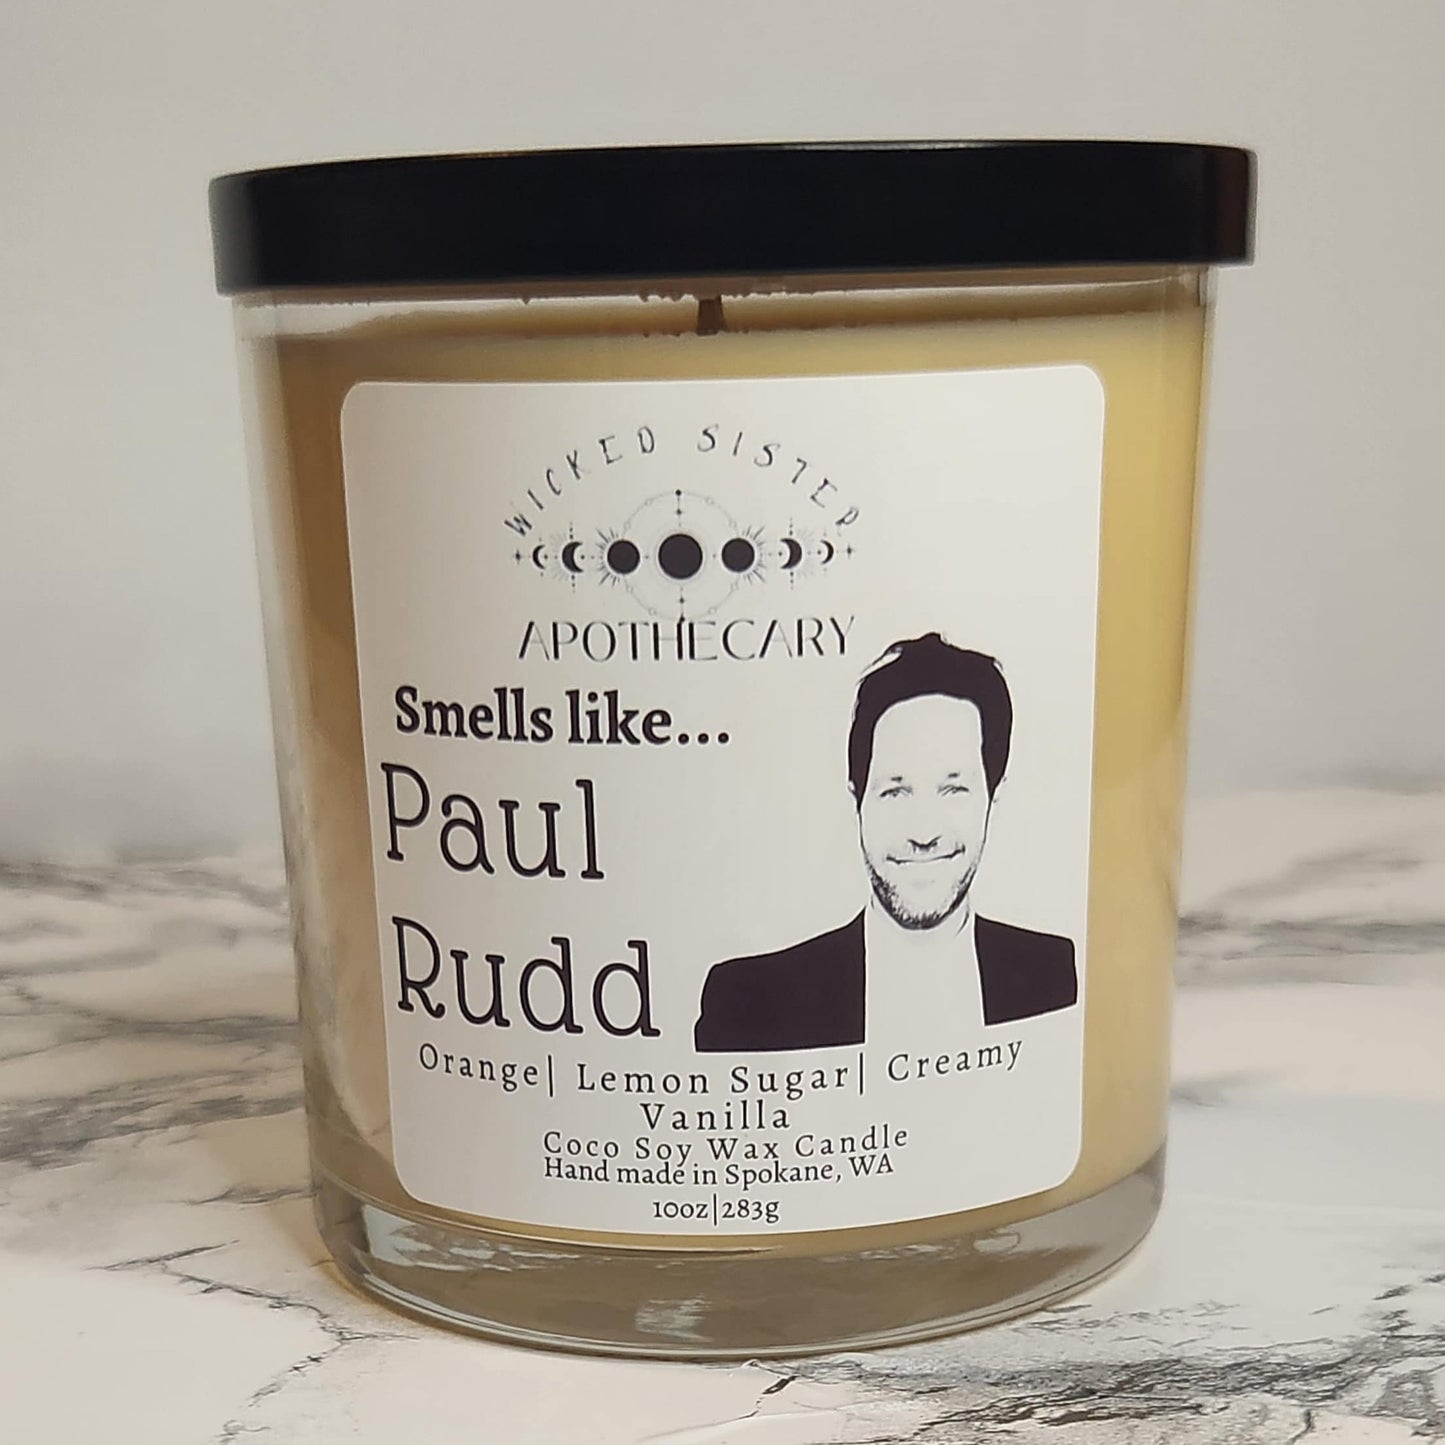 WICKED SISTER
APOTHECARY
Smells like...
Paul
Rudd
Orange| Lemon Sugar| Creamy
Vanilla
Coco Soy Wax Candle
Hand made in Spokane, WA
10oz|283g